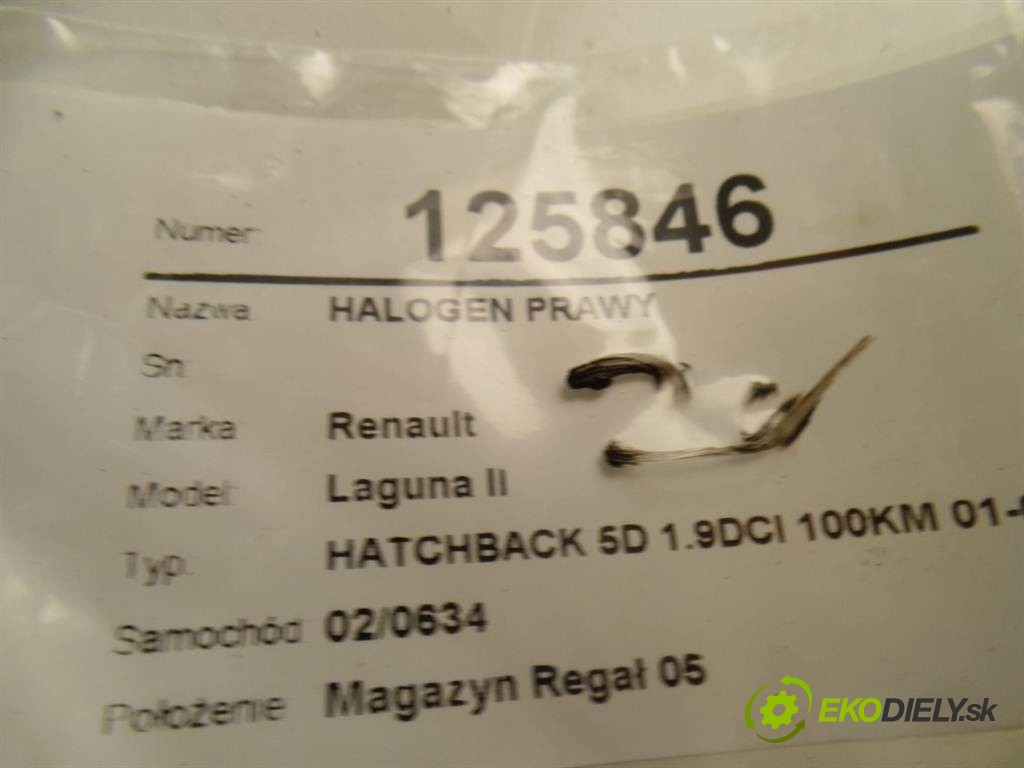 Numer: 125846
Nazwa HALOGEN PRAWY
Sn:
Marka Renault
Model: Laguna II
Typ: HATCHBACK 5D 1.9DCI 100KM 01-
Samochód 02/0634
Położenie Magazyn Regał 05
EKODIELY.sk